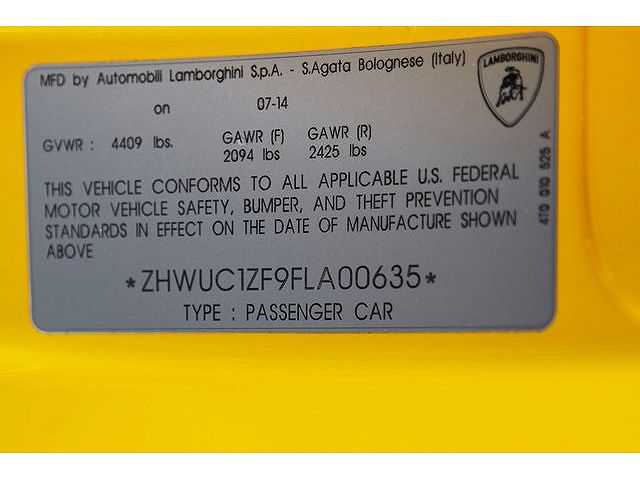 MFD by Automobili Lamborghini S.p.A. - S.Agata Bolognese (Italy)
LAMBORGHINI
on 07-14
GVWR : 4409 lbs. GAWR (F) GAWR (R)
2094 lbs 2425 lbs
THIS VEHICLE CONFORMS TO ALL APPLICABLE U.S. FEDERAL
MOTOR VEHICLE SAFETY, BUMPER, AND THEFT PREVENTION
STANDARDS IN EFFECT ON THE DATE OF MANUFACTURE SHOWN
ABOVE
*ZHWUC1ZF9FLA00635*
TYPE : PASSENGER CAR
4T0 010 525 A